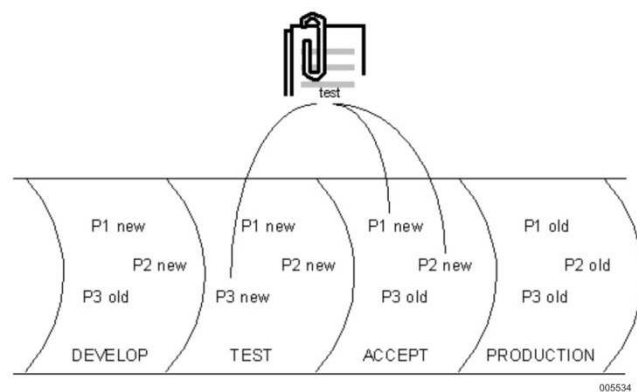 test
P1 new P1 new P1 new P1 old
P2 new P2 new P2 new P2 old
P3 old P3 new P3 old P3 old
DEVELOP TEST ACCEPT PRODUCTION
005534